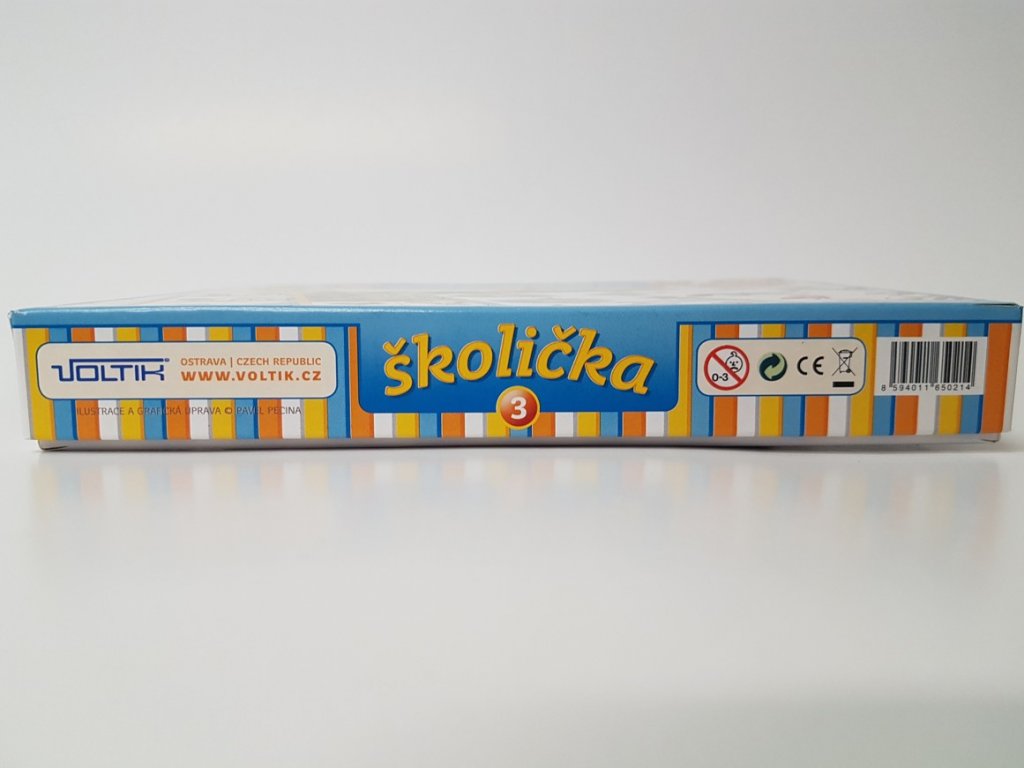 VOLTIK®
OSTRAVA | CZECH REPUBLIC
WWW.VOLTIK.CZ
ILUSTRACE A GRAFICKÁ ÚPRAVA © PAVEL PECINA
školička
3
0-3
CE
8 594011 650214